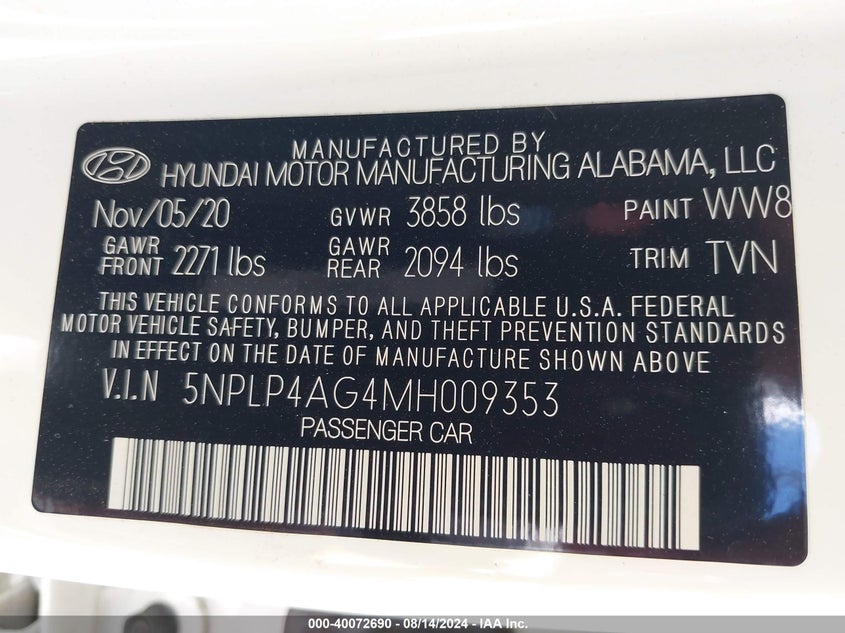 MANUFACTURED BY
HYUNDAI MOTOR MANUFACTURING ALABAMA, LLC
Nov/05/20 GVWR 3858 lbs PAINT WW8
GAWR FRONT 2271 lbs GAWR REAR 2094 lbs TRIM TVN
THIS VEHICLE CONFORMS TO ALL APPLICABLE U.S.A. FEDERAL
MOTOR VEHICLE SAFETY, BUMPER, AND THEFT PREVENTION STANDARDS
IN EFFECT ON THE DATE OF MANUFACTURE SHOWN ABOVE
V.I.N 5NPLP4AG4MH009353
PASSENGER CAR
000-40072690 - 08/14/2024 - IAA Inc.